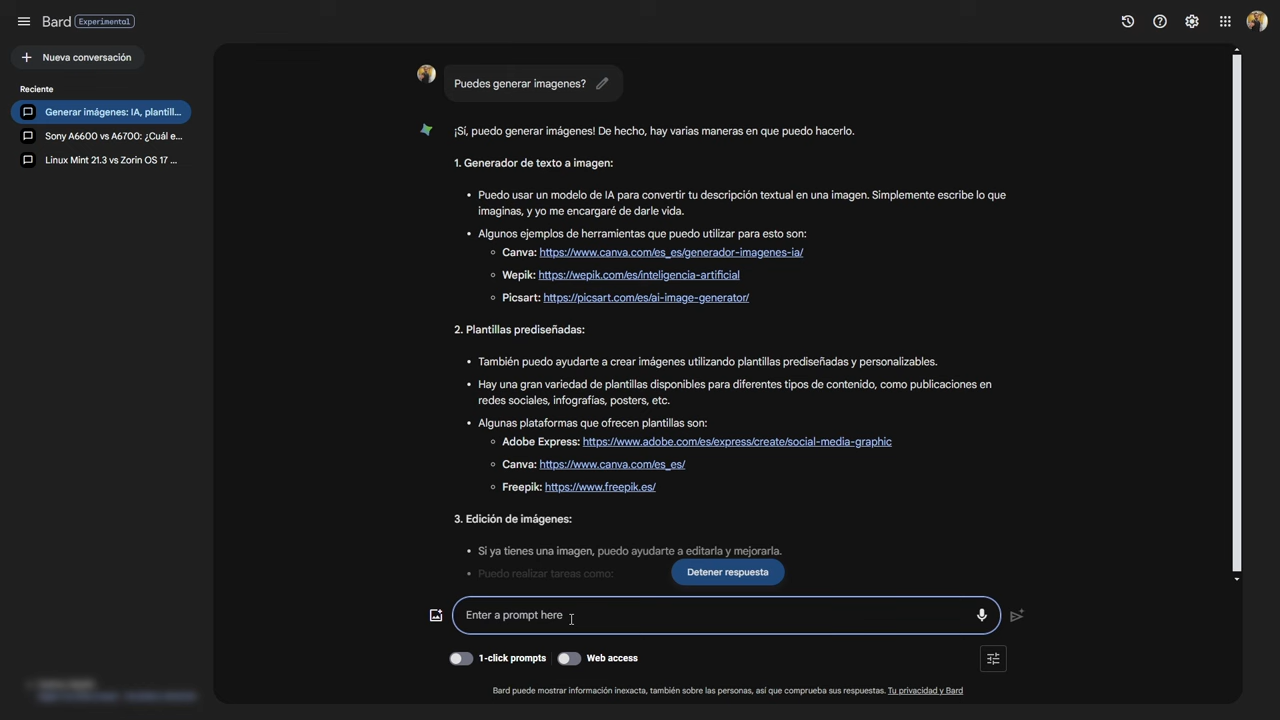 Bard Experimental
Nueva conversación
Reciente
Generar imágenes: IA, plantill...
Sony A6600 vs A6700: ¿Cuál e...
Linux Mint 21.3 vs Zorin OS 17 ...
Puedes generar imagenes?
¡Sí, puedo generar imágenes! De hecho, hay varias maneras en que puedo hacerlo.
1. Generador de texto a imagen:
• Puedo usar un modelo de IA para convertir tu descripción textual en una imagen. Simplemente escribe lo que
imaginas, y yo me encargaré de darle vida.
• Algunos ejemplos de herramientas que puedo utilizar para esto son:
Canva: https://www.canva.com/es_es/generador-imagenes-ia/
Wepik: https://wepik.com/es/inteligencia-artificial
Picsart: https://picsart.com/es/ai-image-generator/
2. Plantillas prediseñadas:
• También puedo ayudarte a crear imágenes utilizando plantillas prediseñadas y personalizables.
• Hay una gran variedad de plantillas disponibles para diferentes tipos de contenido, como publicaciones en
redes sociales, infografías, posters, etc.
• Algunas plataformas que ofrecen plantillas son:
Adobe Express: https://www.adobe.com/es/express/create/social-media-graphic
Canva: https://www.canva.com/es_es/
Freepik: https://www.freepik.es/
3. Edición de imágenes:
• Si ya tienes una imagen, puedo ayudarte a editarla y mejorarla.
• Puedo realizar tareas como:
Detener respuesta
Enter a prompt here
1-click prompts Web access
Bard puede mostrar información inexacta, también sobre las personas, así que comprueba sus respuestas. Tu privacidad y Bard